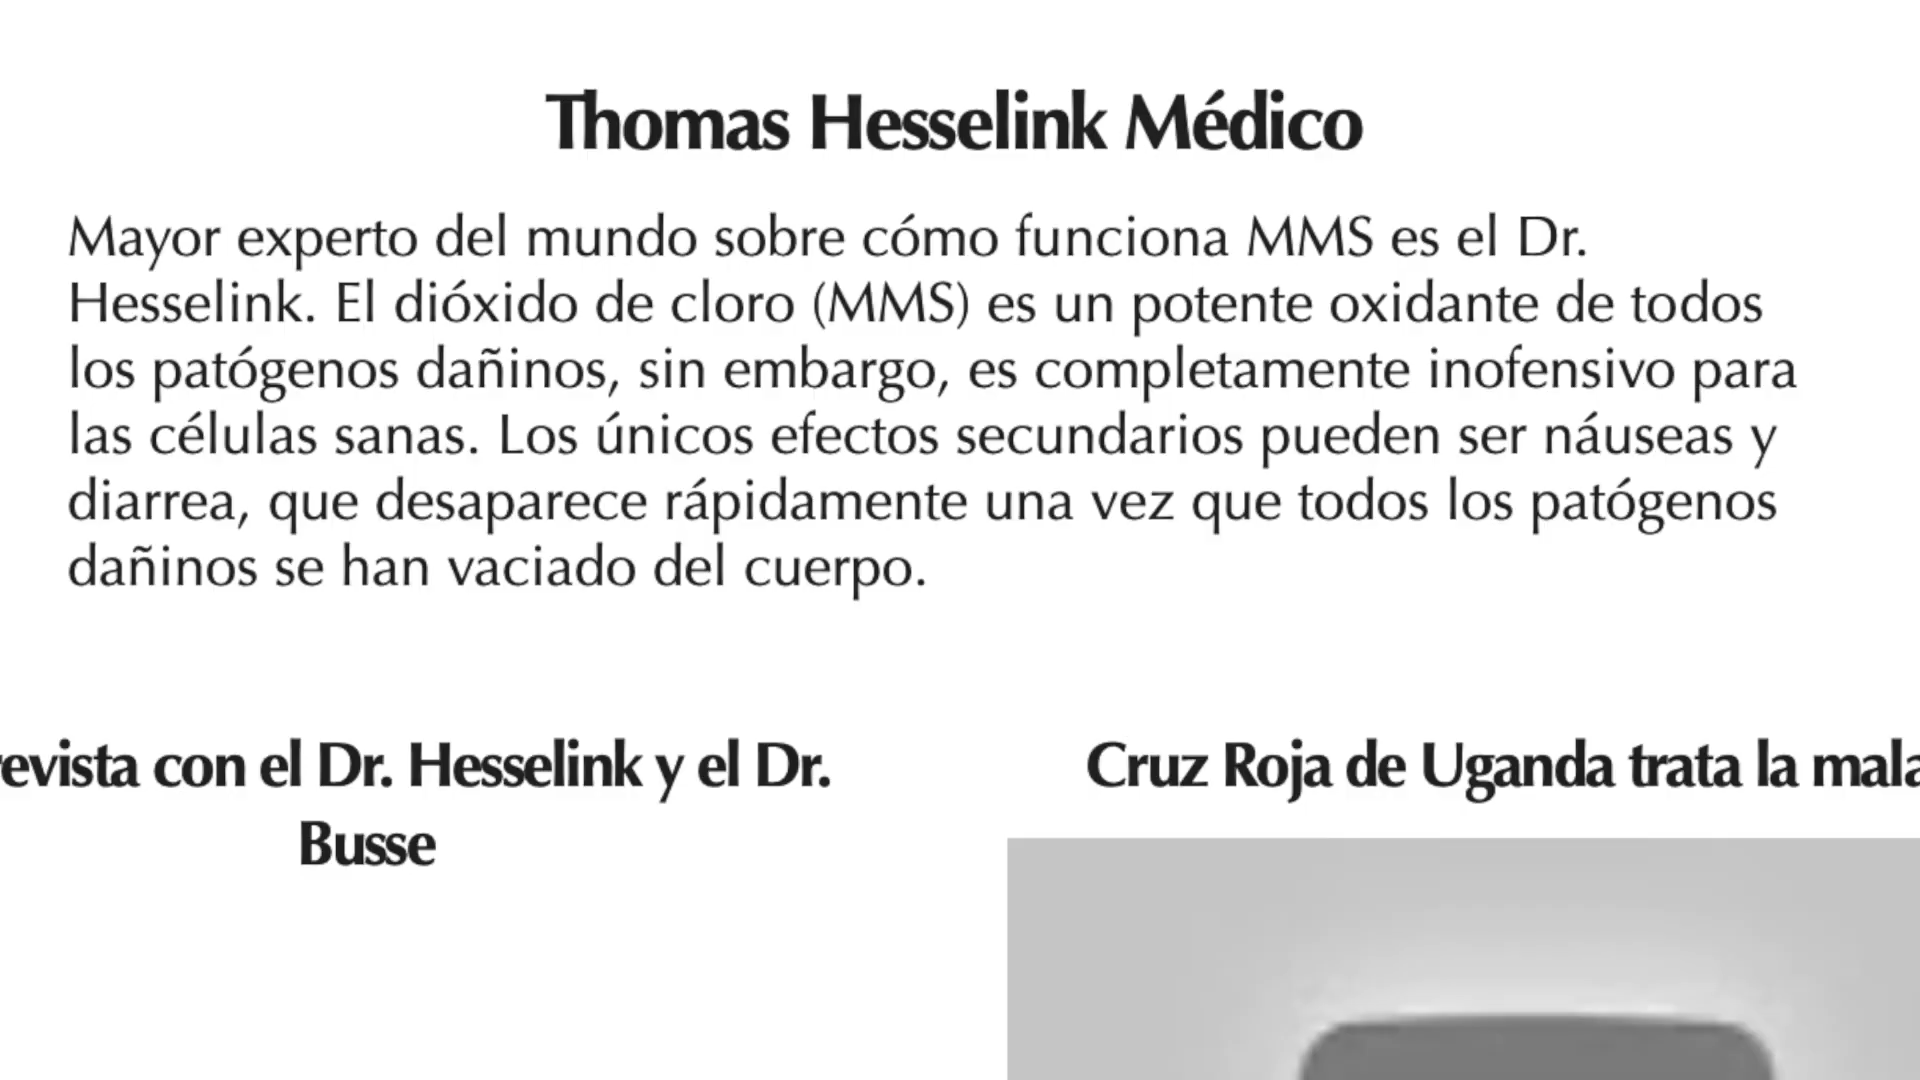 Thomas Hesselink Médico
Mayor experto del mundo sobre cómo funciona MMS es el Dr.
Hesselink. El dióxido de cloro (MMS) es un potente oxidante de todos
los patógenos dañinos, sin embargo, es completamente inofensivo para
las células sanas. Los únicos efectos secundarios pueden ser náuseas y
diarrea, que desaparece rápidamente una vez que todos los patógenos
dañinos se han vaciado del cuerpo.
con el Dr. Hesselink y el Dr.
Busse
Cruz Roja de Uganda trata la